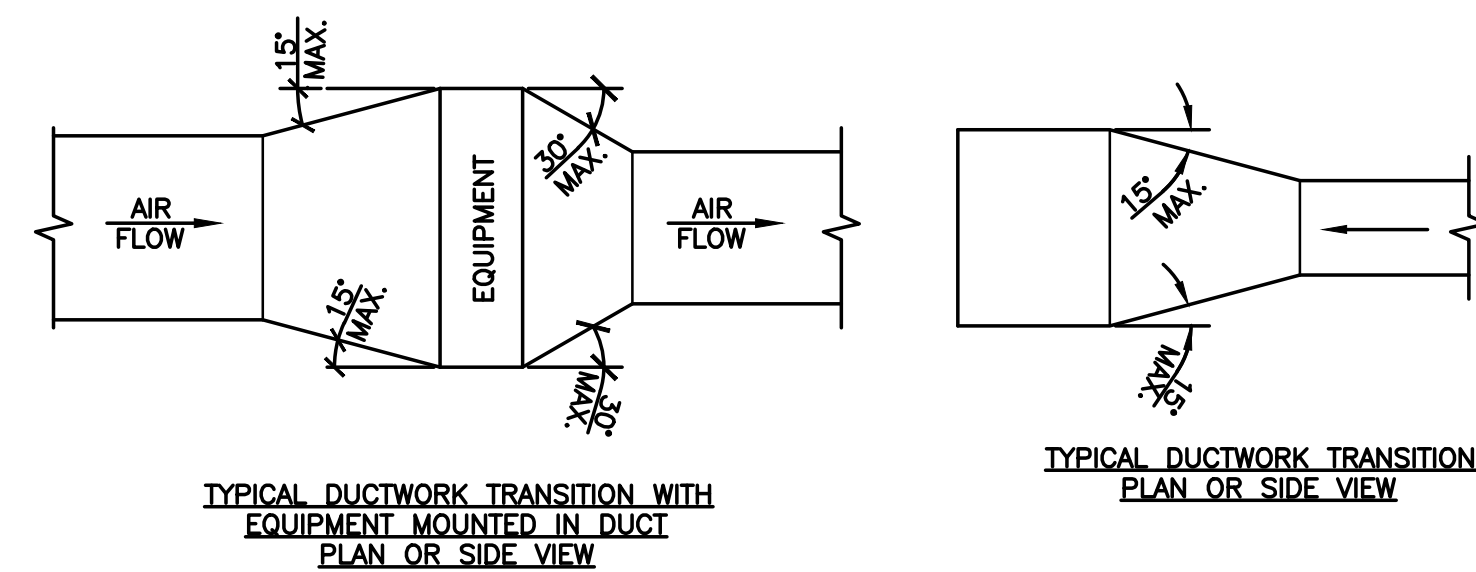 15°
MAX.
AIR
FLOW
15°
MAX.
EQUIPMENT
30°
MAX.
AIR
FLOW
30°
MAX.
TYPICAL DUCTWORK TRANSITION WITH
EQUIPMENT MOUNTED IN DUCT
PLAN OR SIDE VIEW
15°
MAX.
15°
MAX.
TYPICAL DUCTWORK TRANSITION
PLAN OR SIDE VIEW